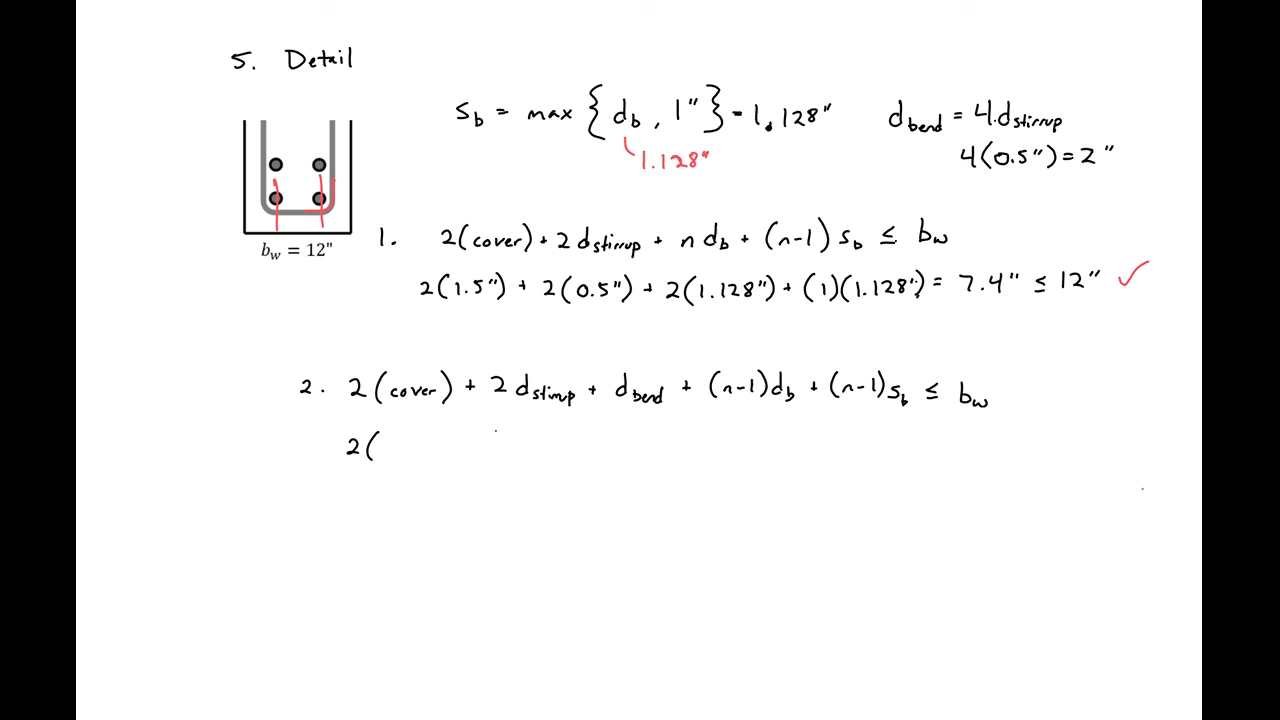 5. Detail
s_b = max { d_b , 1" } = 1.128"
1.128"
d_bend = 4·d_stirrup
4(0.5") = 2"
b_w = 12"
1. 2(cover) + 2 d_stirrup + n d_b + (n-1) s_b ≤ b_w
2(1.5") + 2(0.5") + 2(1.128") + (1)(1.128") = 7.4" ≤ 12" ✓
2. 2(cover) + 2 d_stirrup + d_bend + (n-1)d_b + (n-1)s_b ≤ b_w
2(